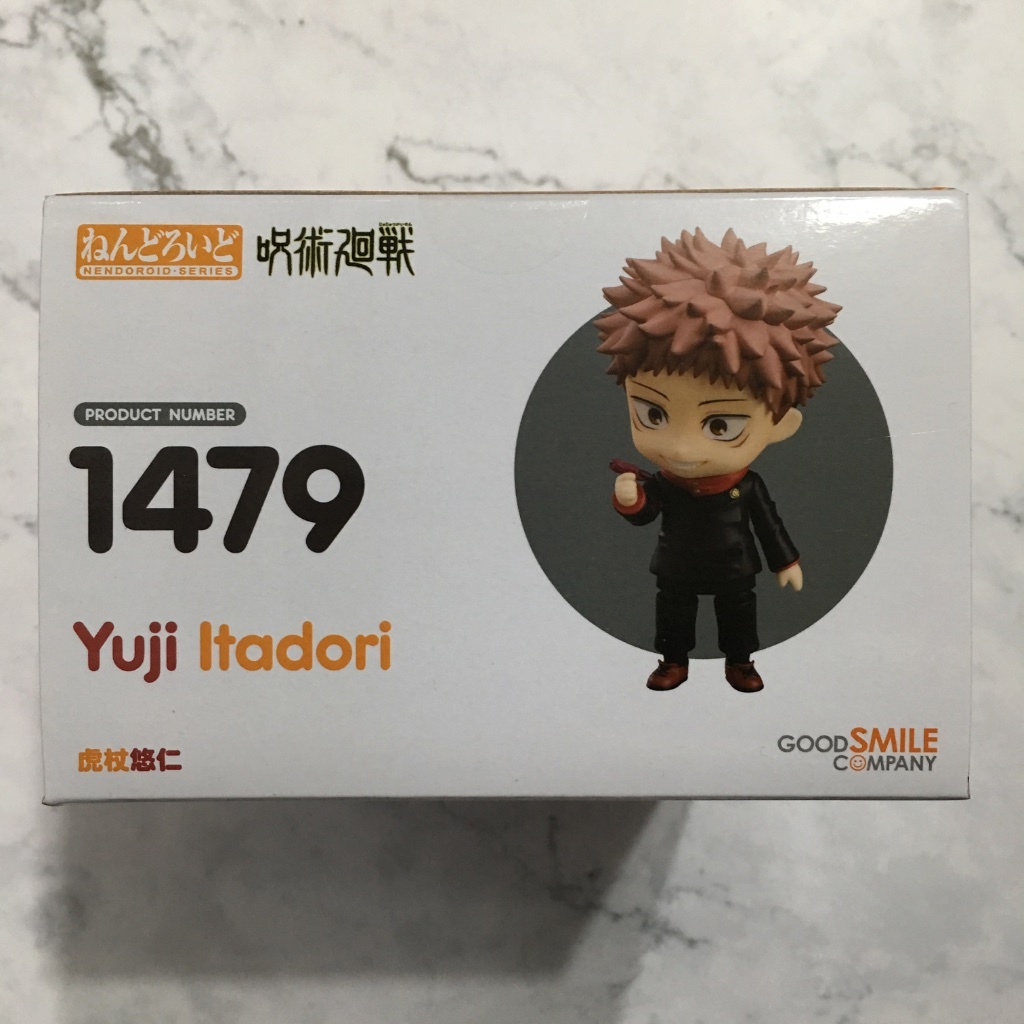 ねんどろいど
NENDOROID·SERIES
呪術廻戦
PRODUCT NUMBER
1479
Yuji Itadori
虎杖悠仁
GOOD SMILE
COMPANY